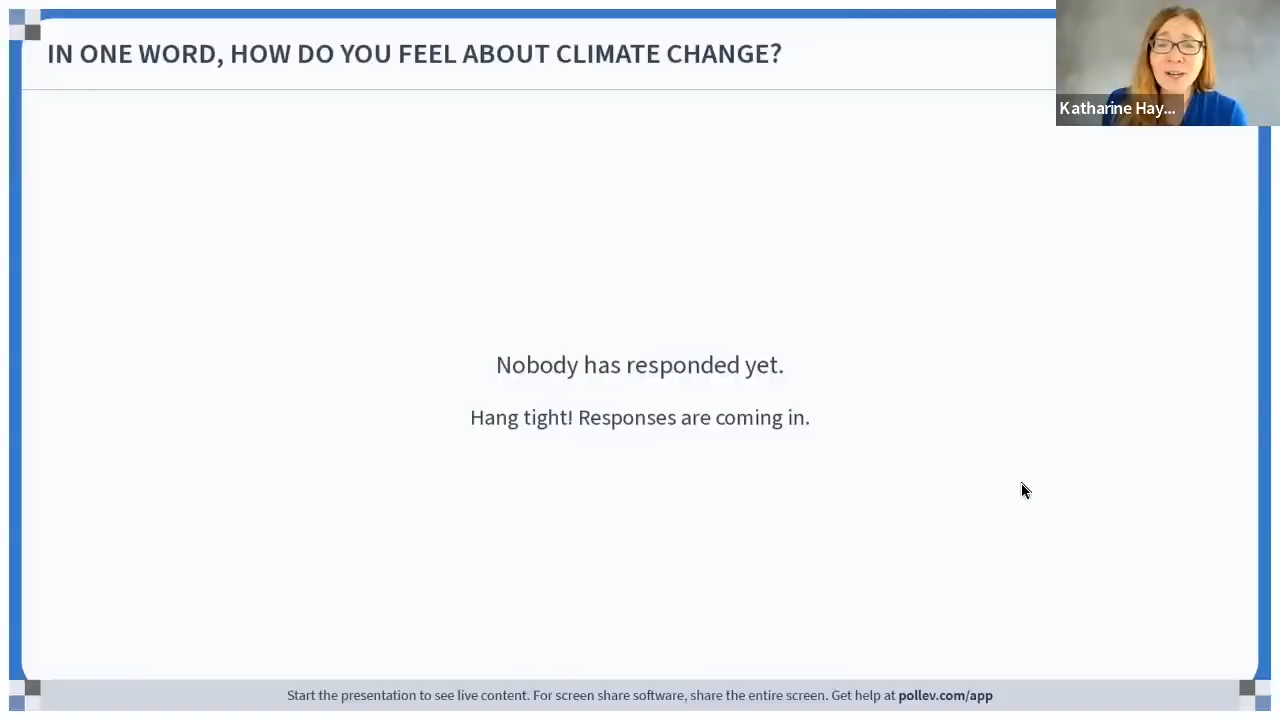 IN ONE WORD, HOW DO YOU FEEL ABOUT CLIMATE CHANGE?
Katharine Hay...
Nobody has responded yet.
Hang tight! Responses are coming in.
Start the presentation to see live content. For screen share software, share the entire screen. Get help at pollev.com/app